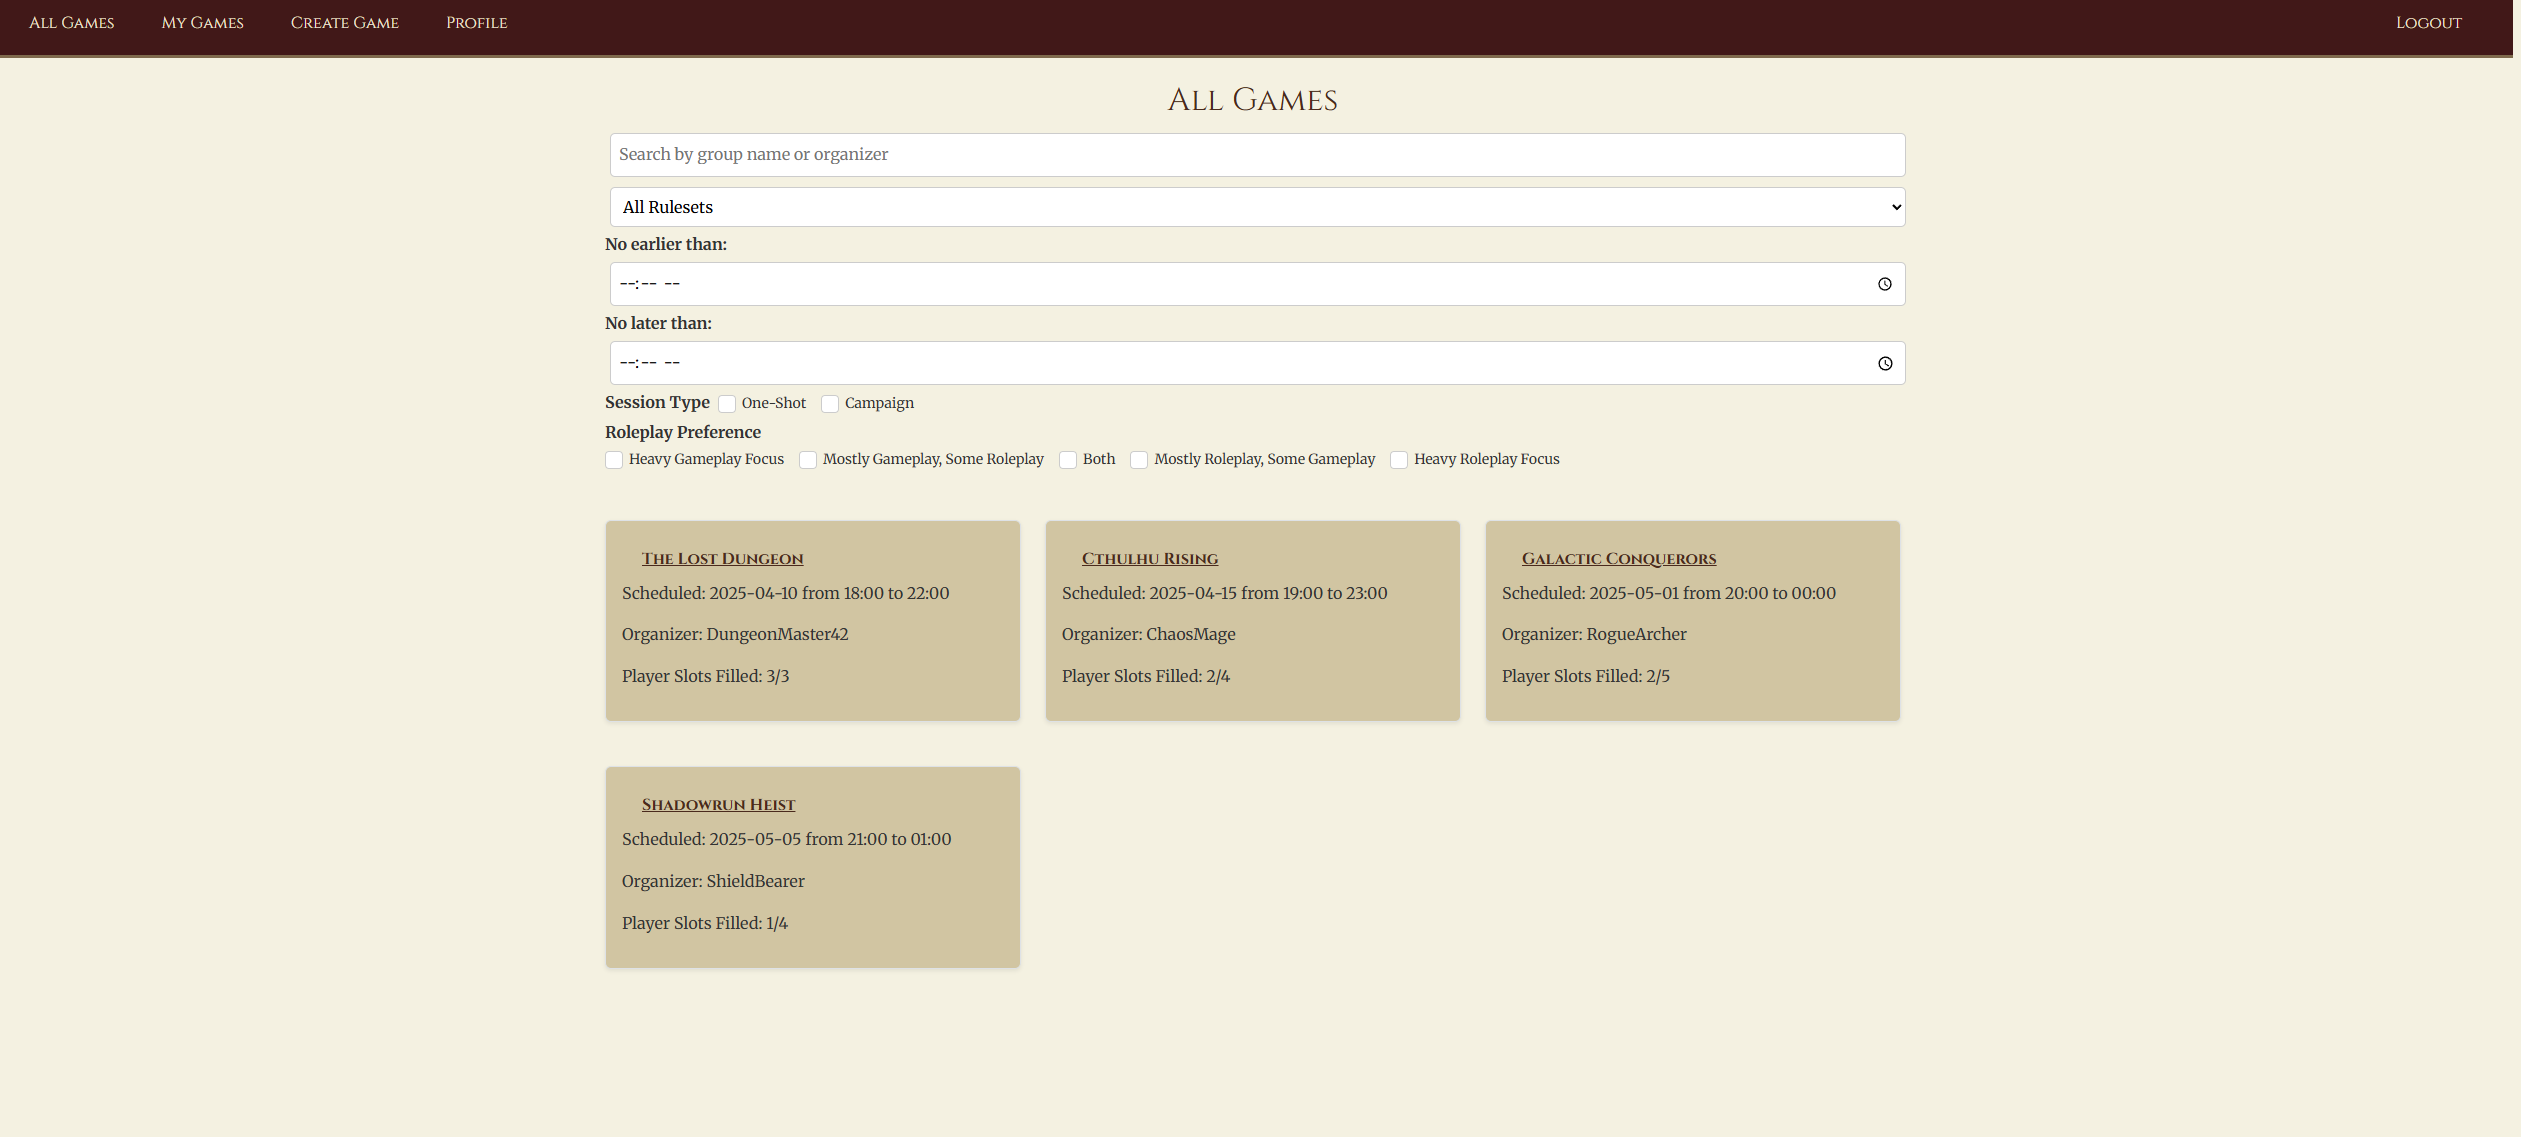 All Games My Games Create Game Profile Logout
All Games
Search by group name or organizer
All Rulesets
No earlier than:
--:-- --
No later than:
--:-- --
Session Type One-Shot Campaign
Roleplay Preference
Heavy Gameplay Focus Mostly Gameplay, Some Roleplay Both Mostly Roleplay, Some Gameplay Heavy Roleplay Focus
The Lost Dungeon
Scheduled: 2025-04-10 from 18:00 to 22:00
Organizer: DungeonMaster42
Player Slots Filled: 3/3
Cthulhu Rising
Scheduled: 2025-04-15 from 19:00 to 23:00
Organizer: ChaosMage
Player Slots Filled: 2/4
Galactic Conquerors
Scheduled: 2025-05-01 from 20:00 to 00:00
Organizer: RogueArcher
Player Slots Filled: 2/5
Shadowrun Heist
Scheduled: 2025-05-05 from 21:00 to 01:00
Organizer: ShieldBearer
Player Slots Filled: 1/4